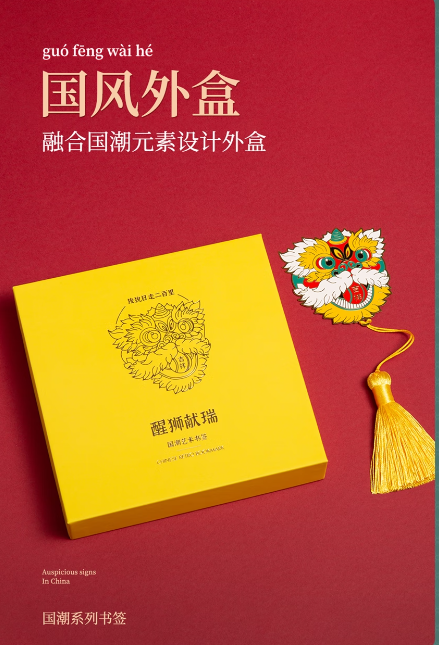 guó fēng wài hé
国风外盒
融合国潮元素设计外盒
醒狮献瑞
国潮艺术书签
Auspicious signs
In China
国潮系列书签